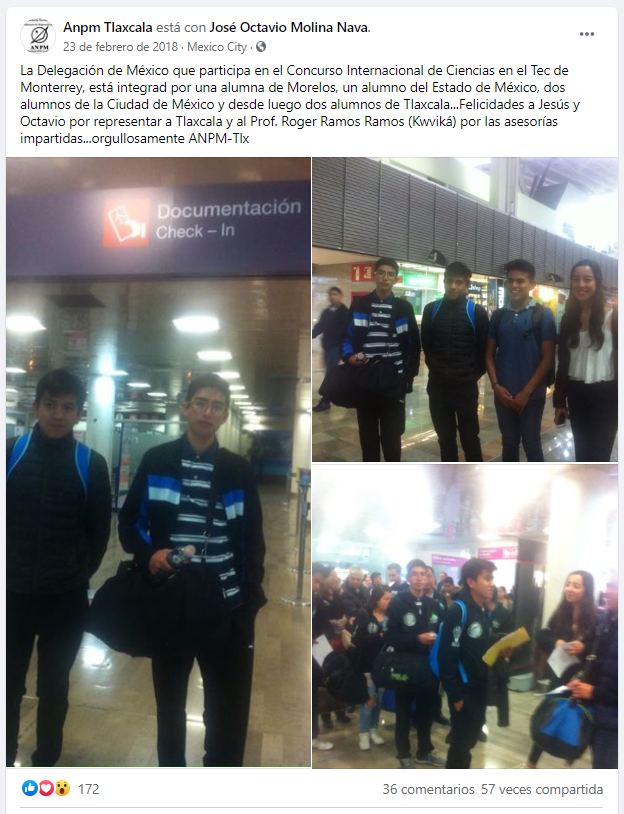 Anpm Tlaxcala está con José Octavio Molina Nava.
23 de febrero de 2018 · Mexico City ·
ANPM
La Delegación de México que participa en el Concurso Internacional de Ciencias en el Tec de
Monterrey, está integrad por una alumna de Morelos, un alumno del Estado de México, dos
alumnos de la Ciudad de México y desde luego dos alumnos de Tlaxcala...Felicidades a Jesús y
Octavio por representar a Tlaxcala y al Prof. Roger Ramos Ramos (Kwviká) por las asesorías
impartidas...orgullosamente ANPM-Tlx
Documentación
Check – In
172
36 comentarios 57 veces compartida